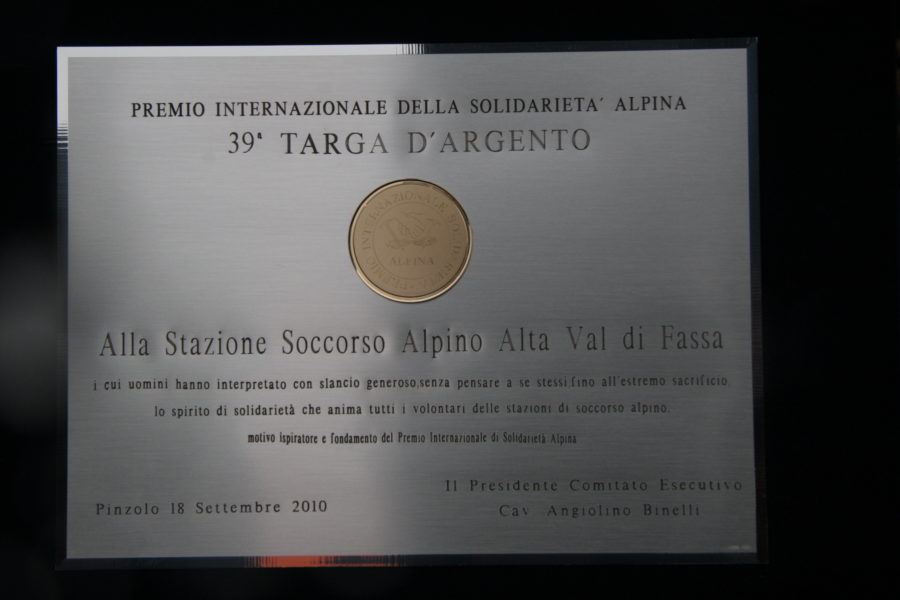 PREMIO INTERNAZIONALE DELLA SOLIDARIETA´ ALPINA
39ª TARGA D´ARGENTO
PREMIO INTERNAZIONALE SOLIDARIETÀ
ALPINA
Alla Stazione Soccorso Alpino Alta Val di Fassa
i cui uomini hanno interpretato con slancio generoso,senza pensare a se stessi,fino all'estremo sacrificio,
lo spirito di solidarietà che anima tutti i volontari delle stazioni di soccorso alpino,
motivo ispiratore e fondamento del Premio Internazionale di Solidarietà Alpina
Il Presidente Comitato Esecutivo
Pinzolo 18 Settembre 2010
Cav. Angiolino Binelli